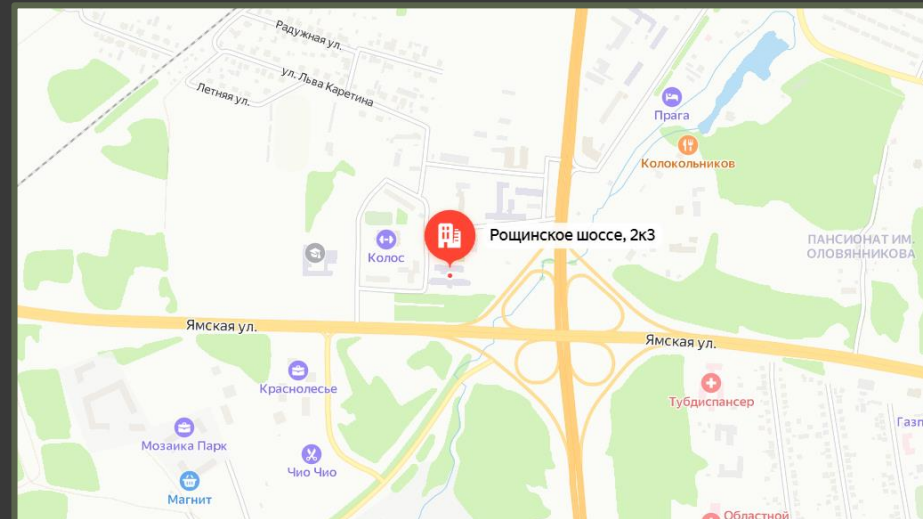 Радужная ул.
ул. Льва Каретина
Летняя ул.
Прага
Колокольников
Рощинское шоссе, 2к3
Колос
ПАНСИОНАТ ИМ.
ОЛОВЯННИКОВА
Ямская ул.
Ямская ул.
Краснолесье
Тубдиспансер
Мозаика Парк
Чио Чио
Магнит
Областной